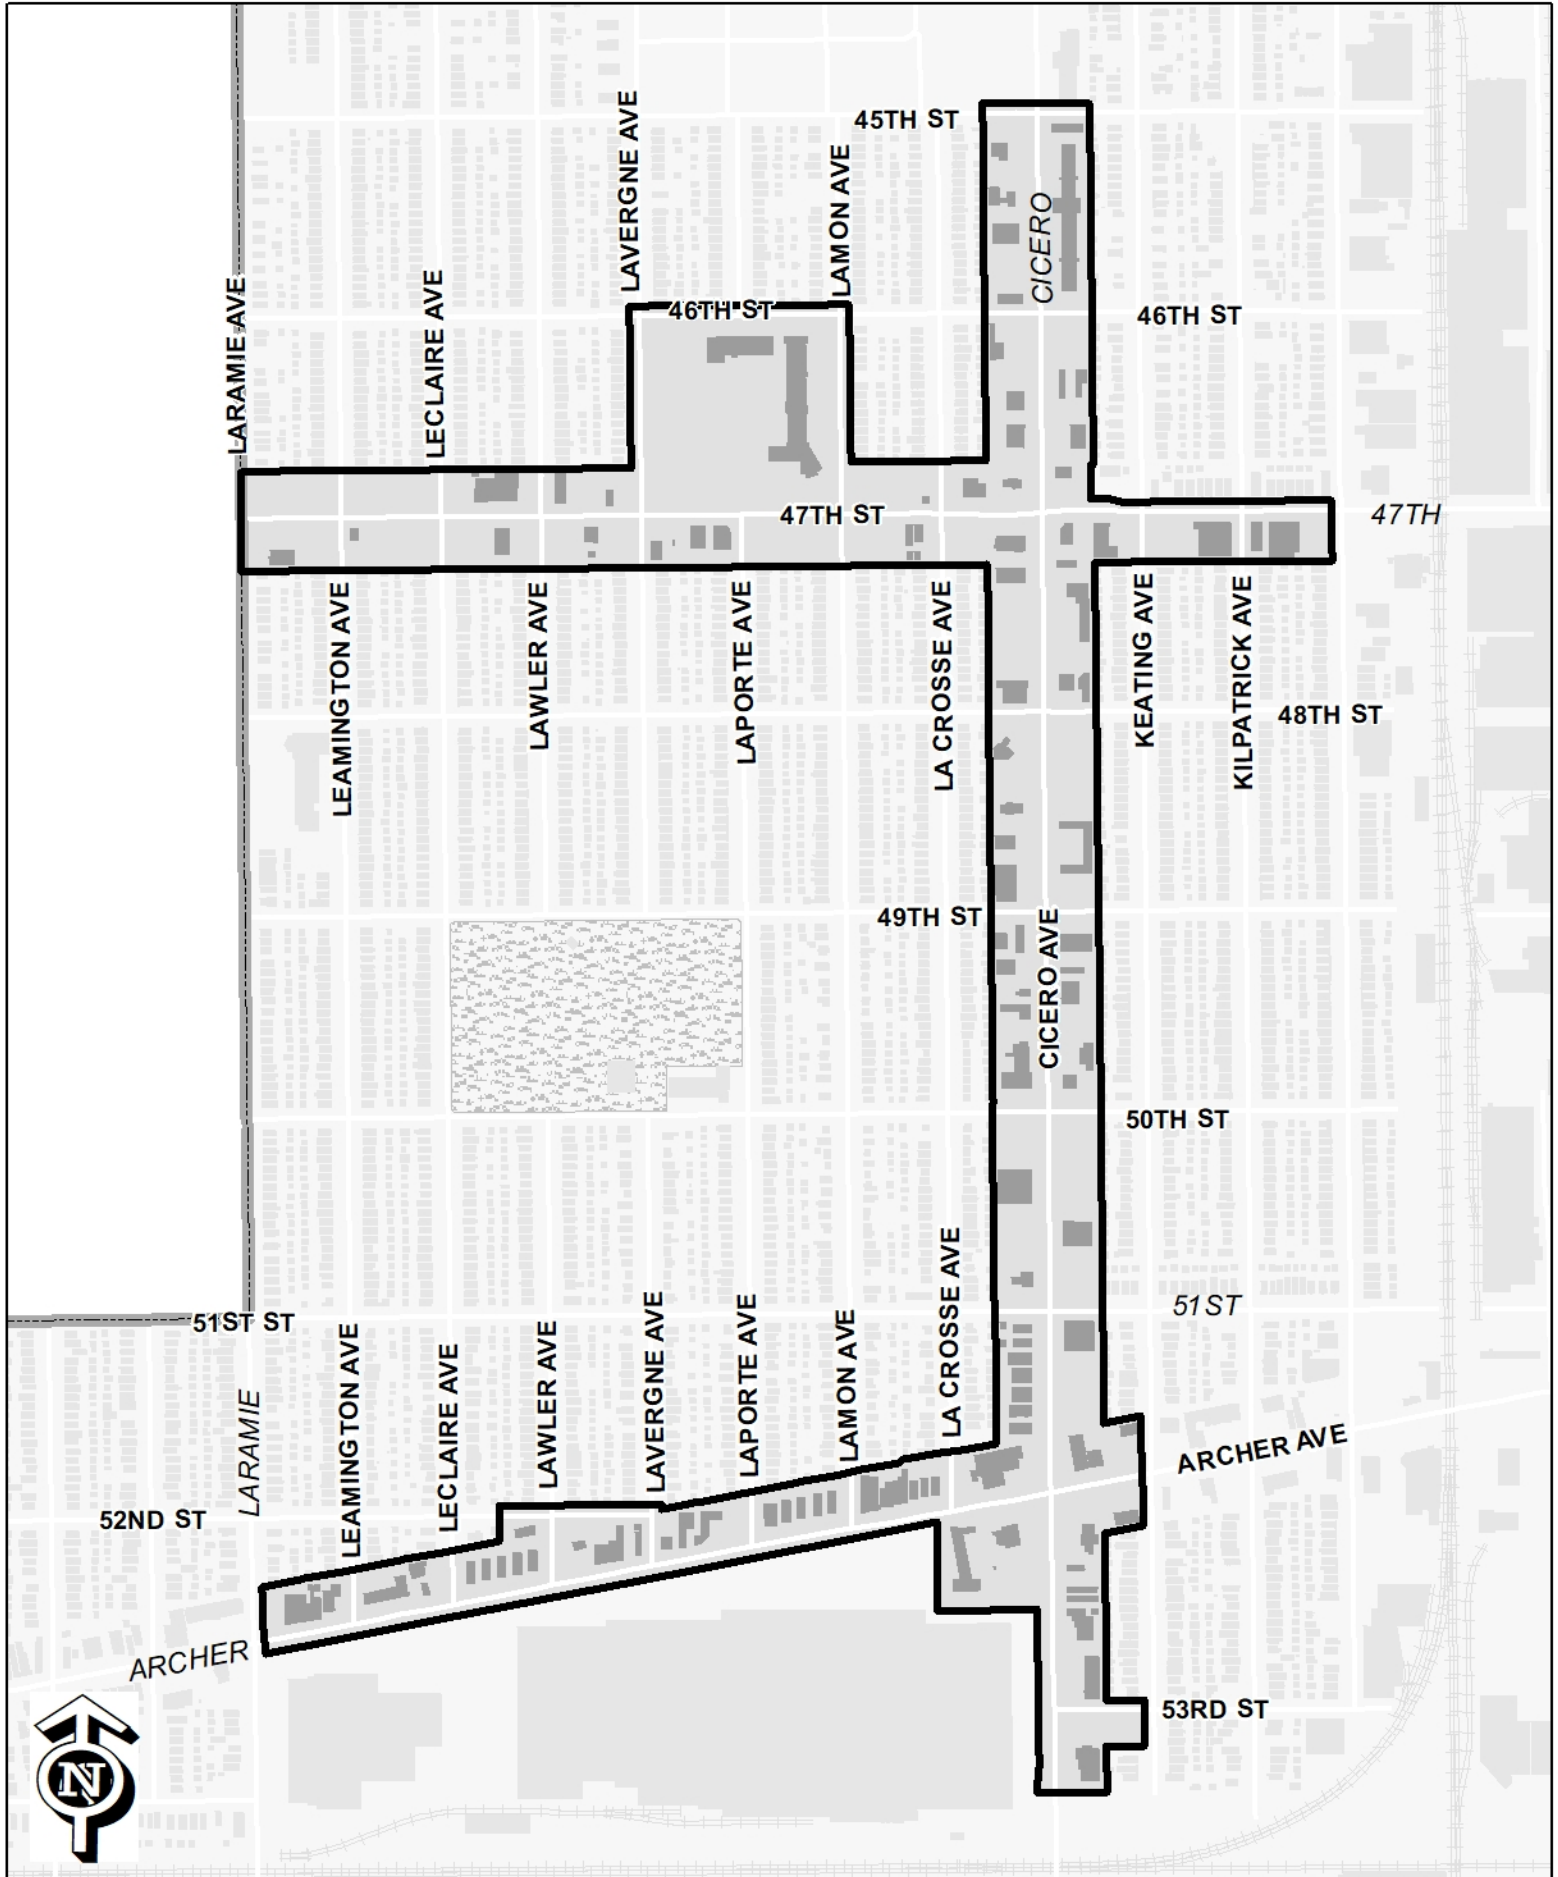 45TH ST
LAVERGNE AVE
LAMON AVE
CICERO
LARAMIE AVE
LECLAIRE AVE
46TH ST
46TH ST
47TH ST
47TH
LEAMINGTON AVE
LAWLER AVE
LAPORTE AVE
LA CROSSE AVE
KEATING AVE
KILPATRICK AVE
48TH ST
49TH ST
CICERO AVE
50TH ST
51ST
51ST ST
LARAMIE
LEAMINGTON AVE
LECLAIRE AVE
LAWLER AVE
LAVERGNE AVE
LAPORTE AVE
LAMON AVE
LA CROSSE AVE
ARCHER AVE
52ND ST
ARCHER
53RD ST
N